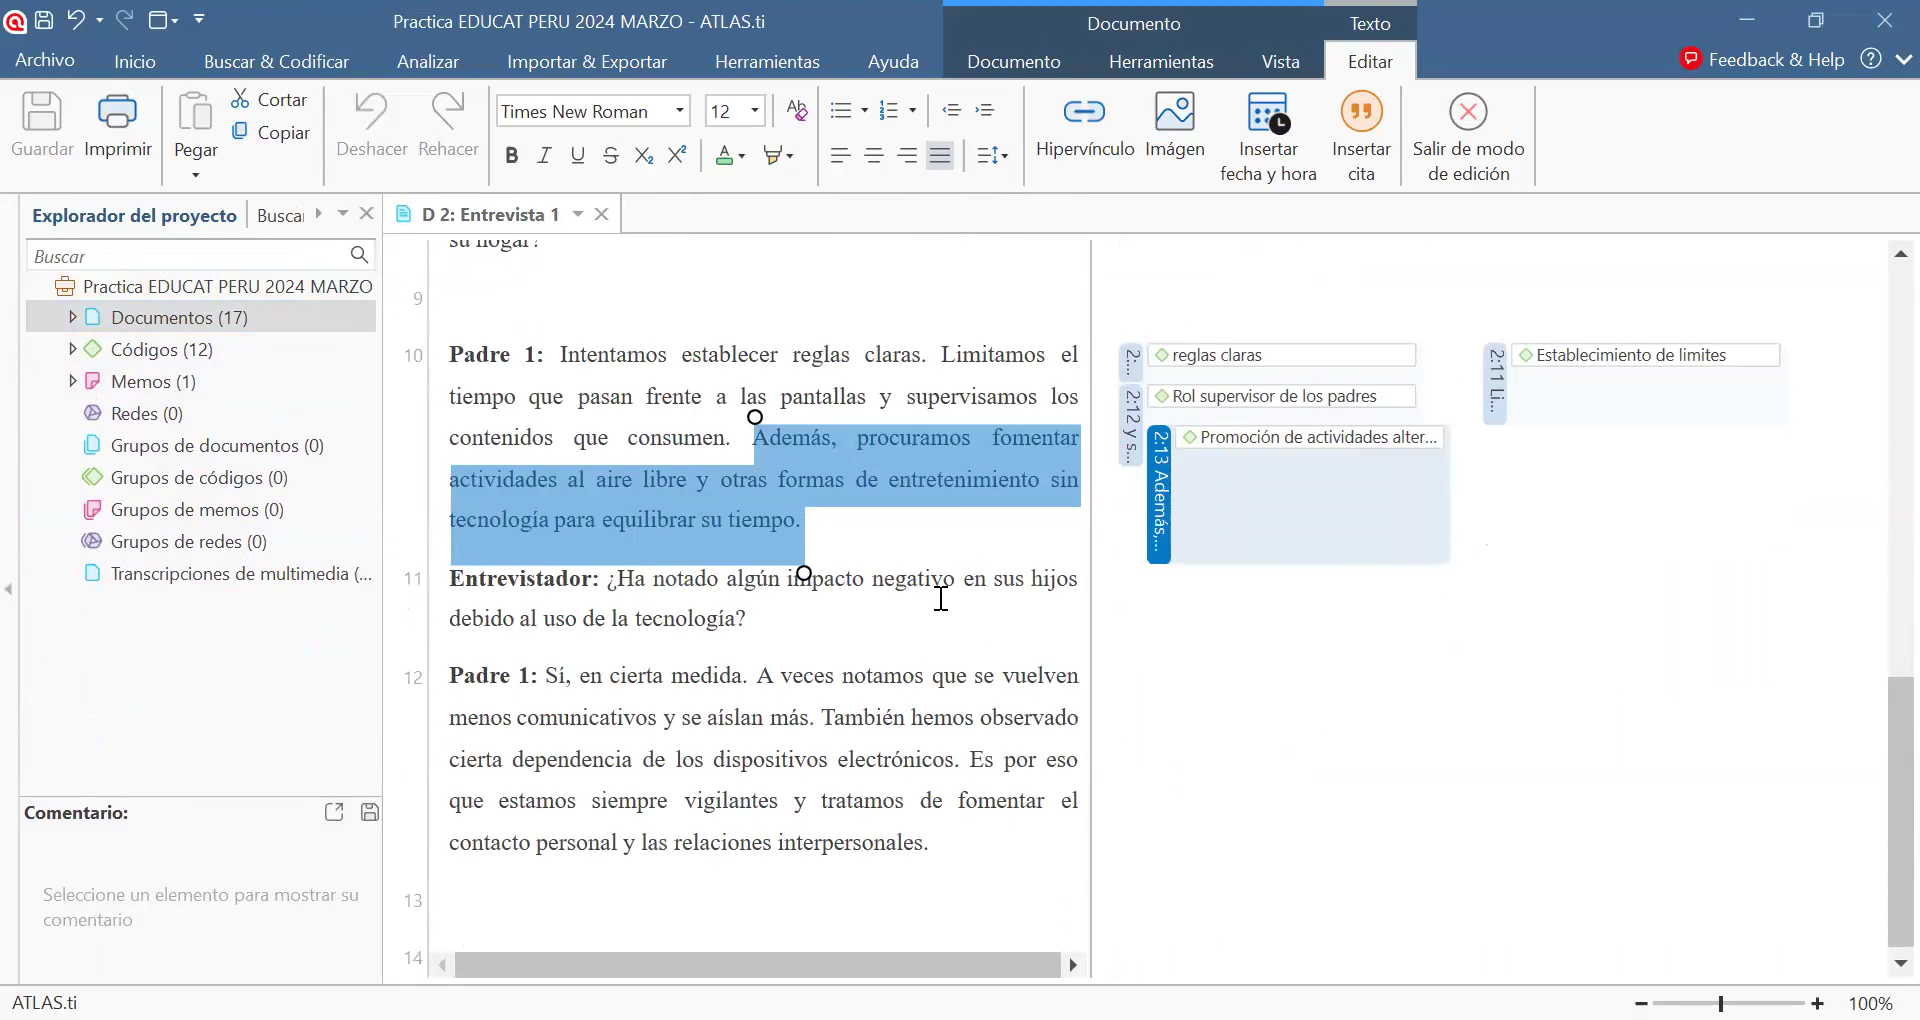 Practica EDUCAT PERU 2024 MARZO - ATLAS.ti
Documento
Texto
Archivo
Inicio
Buscar & Codificar
Analizar
Importar & Exportar
Herramientas
Ayuda
Documento
Herramientas
Vista
Editar
Feedback & Help
Guardar
Imprimir
Pegar
Cortar
Copiar
Deshacer
Rehacer
Times New Roman
12
Hipervínculo
Imágen
Insertar
fecha y hora
Insertar
cita
Salir de modo
de edición
Explorador del proyecto
Buscar
D 2: Entrevista 1
Buscar
Practica EDUCAT PERU 2024 MARZO
Documentos (17)
Códigos (12)
Memos (1)
Redes (0)
Grupos de documentos (0)
Grupos de códigos (0)
Grupos de memos (0)
Grupos de redes (0)
Transcripciones de multimedia (...
Comentario:
Seleccione un elemento para mostrar su
comentario
su hogar?
9
10 Padre 1: Intentamos establecer reglas claras. Limitamos el
tiempo que pasan frente a las pantallas y supervisamos los
contenidos que consumen. Además, procuramos fomentar
actividades al aire libre y otras formas de entretenimiento sin
tecnología para equilibrar su tiempo.
11 Entrevistador: ¿Ha notado algún impacto negativo en sus hijos
debido al uso de la tecnología?
12 Padre 1: Sí, en cierta medida. A veces notamos que se vuelven
menos comunicativos y se aíslan más. También hemos observado
cierta dependencia de los dispositivos electrónicos. Es por eso
que estamos siempre vigilantes y tratamos de fomentar el
contacto personal y las relaciones interpersonales.
13
14
2:...
reglas claras
2:12 y s...
Rol supervisor de los padres
2:13 Además,...
Promoción de actividades alter...
2:11 Li...
Establecimiento de limites
ATLAS.ti
100%